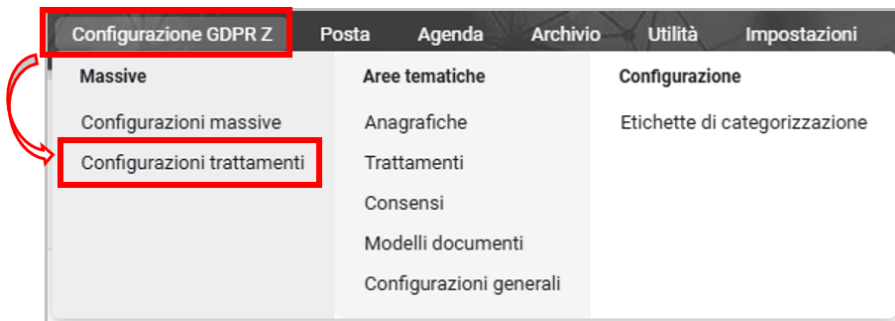 Configurazione GDPR Z Posta Agenda Archivio Utilità Impostazioni
Massive Aree tematiche Configurazione
Configurazioni massive Anagrafiche Etichette di categorizzazione
Configurazioni trattamenti Trattamenti
Consensi
Modelli documenti
Configurazioni generali